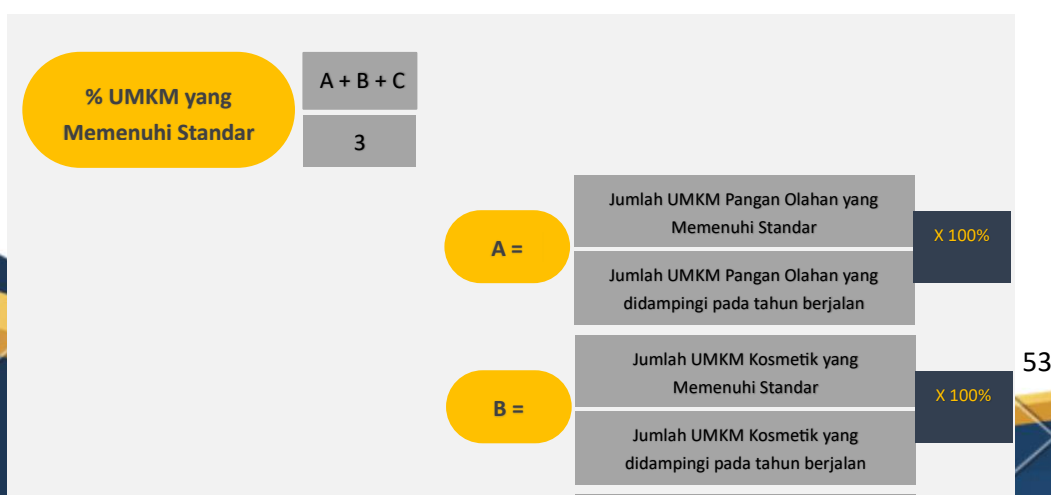 % UMKM yang
Memenuhi Standar
A + B + C
3
A =
Jumlah UMKM Pangan Olahan yang
Memenuhi Standar
Jumlah UMKM Pangan Olahan yang
didampingi pada tahun berjalan
X 100%
B =
Jumlah UMKM Kosmetik yang
Memenuhi Standar
Jumlah UMKM Kosmetik yang
didampingi pada tahun berjalan
X 100%
53